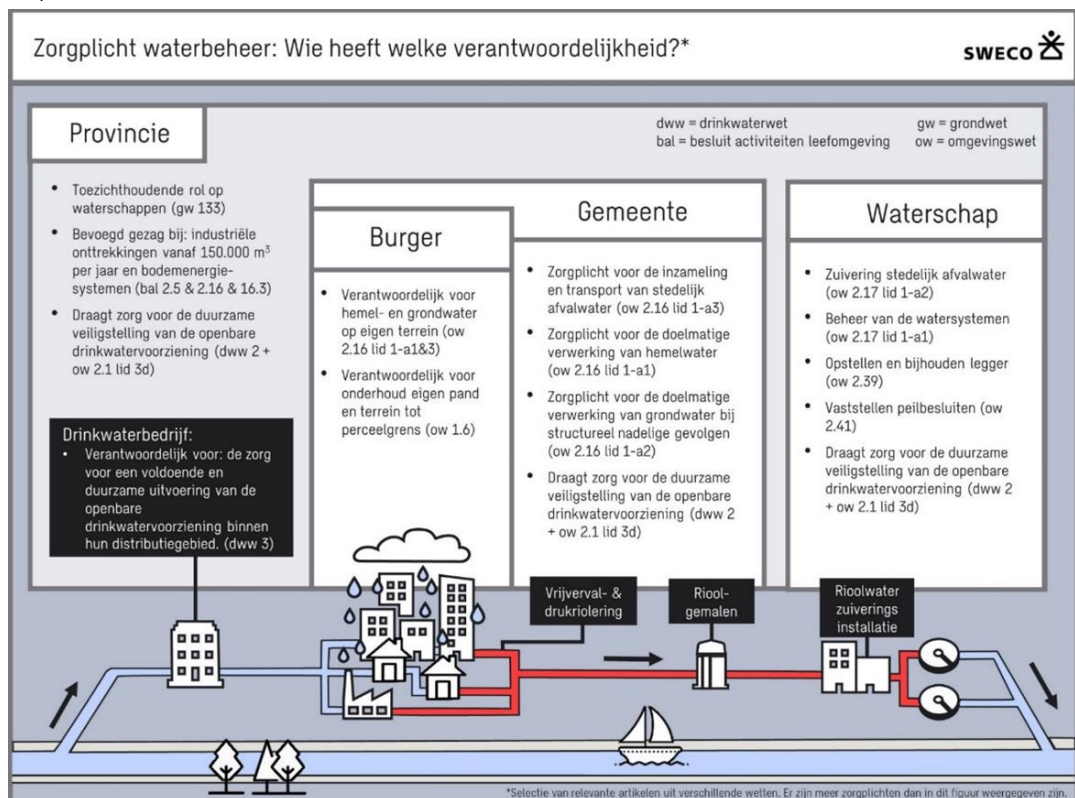 Zorgplicht waterbeheer: Wie heeft welke verantwoordelijkheid?*
SWECO
dww = drinkwaterwet
bal = besluit activiteiten leefomgeving
gw = grondwet
ow = omgevingswet
Provincie
• Toezichthoudende rol op
waterschappen (gw 133)
• Bevoegd gezag bij: industriële
onttrekkingen vanaf 150.000 m³
per jaar en bodemenergie-
systemen (bal 2.5 & 2.16 & 16.3)
• Draagt zorg voor de duurzame
veiligstelling van de openbare
drinkwatervoorziening (dww 2 +
ow 2.1 lid 3d)
Drinkwaterbedrijf:
• Verantwoordelijk voor: de zorg
voor een voldoende en
duurzame uitvoering van de
openbare
drinkwatervoorziening binnen
hun distributiegebied. (dww 3)
Burger
• Verantwoordelijk voor
hemel- en grondwater
op eigen terrein (ow
2.16 lid 1-a1&3)
• Verantwoordelijk voor
onderhoud eigen pand
en terrein tot
perceelgrens (ow 1.6)
Gemeente
• Zorgplicht voor de inzameling
en transport van stedelijk
afvalwater (ow 2.16 lid 1-a3)
• Zorgplicht voor de doelmatige
verwerking van hemelwater
(ow 2.16 lid 1-a1)
• Zorgplicht voor de doelmatige
verwerking van grondwater bij
structureel nadelige gevolgen
(ow 2.16 lid 1-a2)
• Draagt zorg voor de duurzame
veiligstelling van de openbare
drinkwatervoorziening (dww 2
+ ow 2.1 lid 3d)
Waterschap
• Zuivering stedelijk afvalwater
(ow 2.17 lid 1-a2)
• Beheer van de watersystemen
(ow 2.17 lid 1-a1)
• Opstellen en bijhouden legger
(ow 2.39)
• Vaststellen peilbesluiten (ow
2.41)
• Draagt zorg voor de duurzame
veiligstelling van de openbare
drinkwatervoorziening (dww 2
+ ow 2.1 lid 3d)
Vrijverval- &
drukriolering
Riool-
gemalen
Rioolwater
zuiverings
installatie
*Selectie van relevante artikelen uit verschillende wetten. Er zijn meer zorgplichten dan in dit figuur weergegeven zijn.